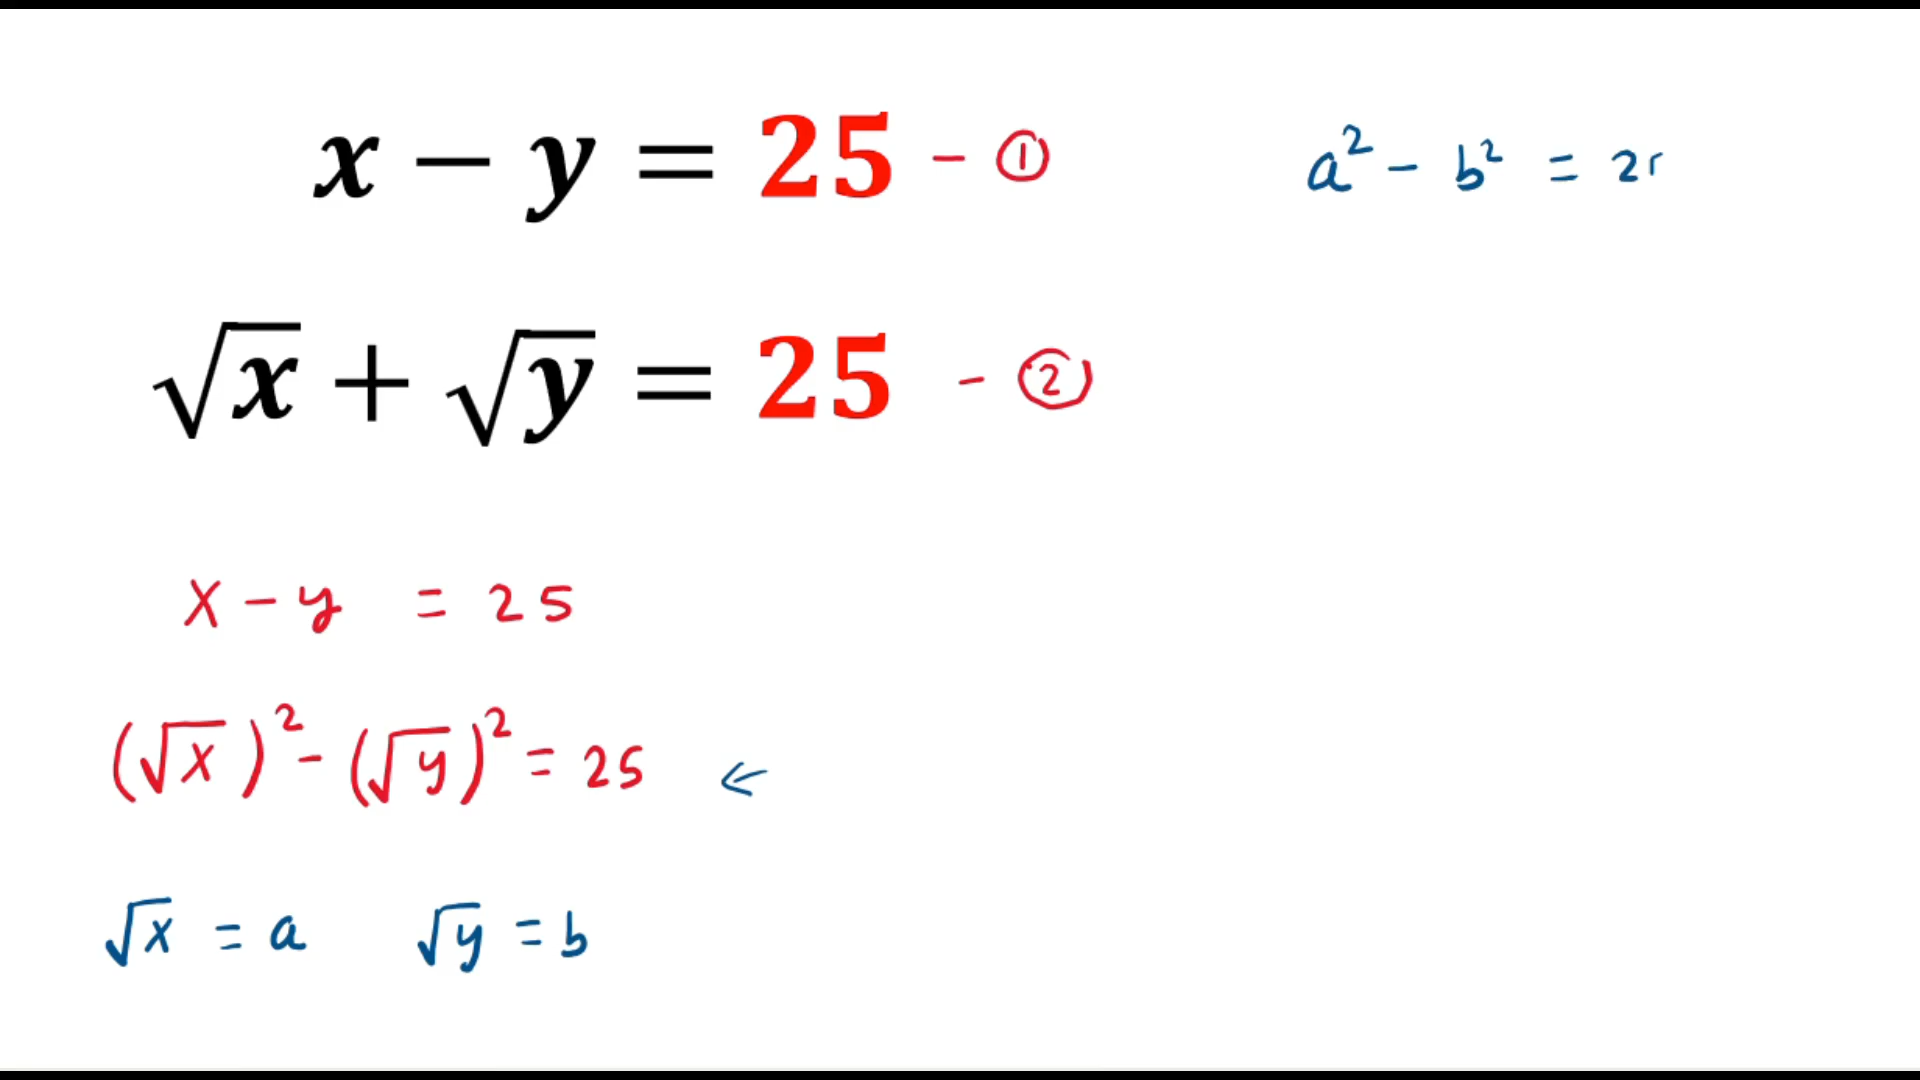 x − y = 25 - ①
a² - b² = 2
√x + √y = 25 - ②
x - y = 25
(√x)² - (√y)² = 25 ←
√x = a √y = b